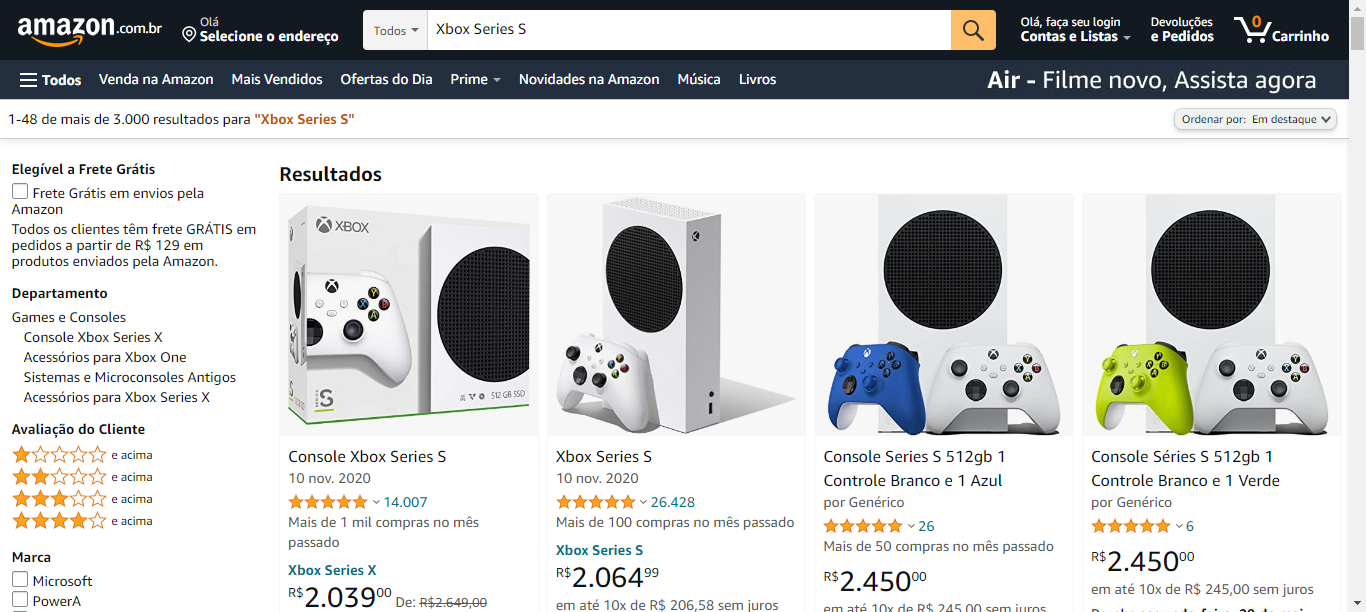 amazon.com.br
Olá
Selecione o endereço
Todos
Xbox Series S
Olá, faça seu login
Contas e Listas
Devoluções
e Pedidos
0
Carrinho
Todos
Venda na Amazon
Mais Vendidos
Ofertas do Dia
Prime
Novidades na Amazon
Música
Livros
Air - Filme novo, Assista agora
1-48 de mais de 3.000 resultados para "Xbox Series S"
Ordenar por: Em destaque
Elegível a Frete Grátis
Frete Grátis em envios pela
Amazon
Todos os clientes têm frete GRÁTIS em
pedidos a partir de R$ 129 em
produtos enviados pela Amazon.
Departamento
Games e Consoles
Console Xbox Series X
Acessórios para Xbox One
Sistemas e Microconsoles Antigos
Acessórios para Xbox Series X
Avaliação do Cliente
e acima
e acima
e acima
e acima
Marca
Microsoft
PowerA
Resultados
XBOX
SERIES
S
512 GB SSD
Console Xbox Series S
10 nov. 2020
14.007
Mais de 1 mil compras no mês
passado
Xbox Series X
R$2.03900 De: R$2.649,00
Xbox Series S
10 nov. 2020
26.428
Mais de 100 compras no mês passado
Xbox Series S
R$2.06499
em até 10x de R$ 206,58 sem juros
Console Series S 512gb 1
Controle Branco e 1 Azul
por Genérico
26
Mais de 50 compras no mês passado
R$2.45000
em até 10x de R$ 245,00 sem juros
Console Séries S 512gb 1
Controle Branco e 1 Verde
por Genérico
6
R$2.45000
em até 10x de R$ 245,00 sem juros